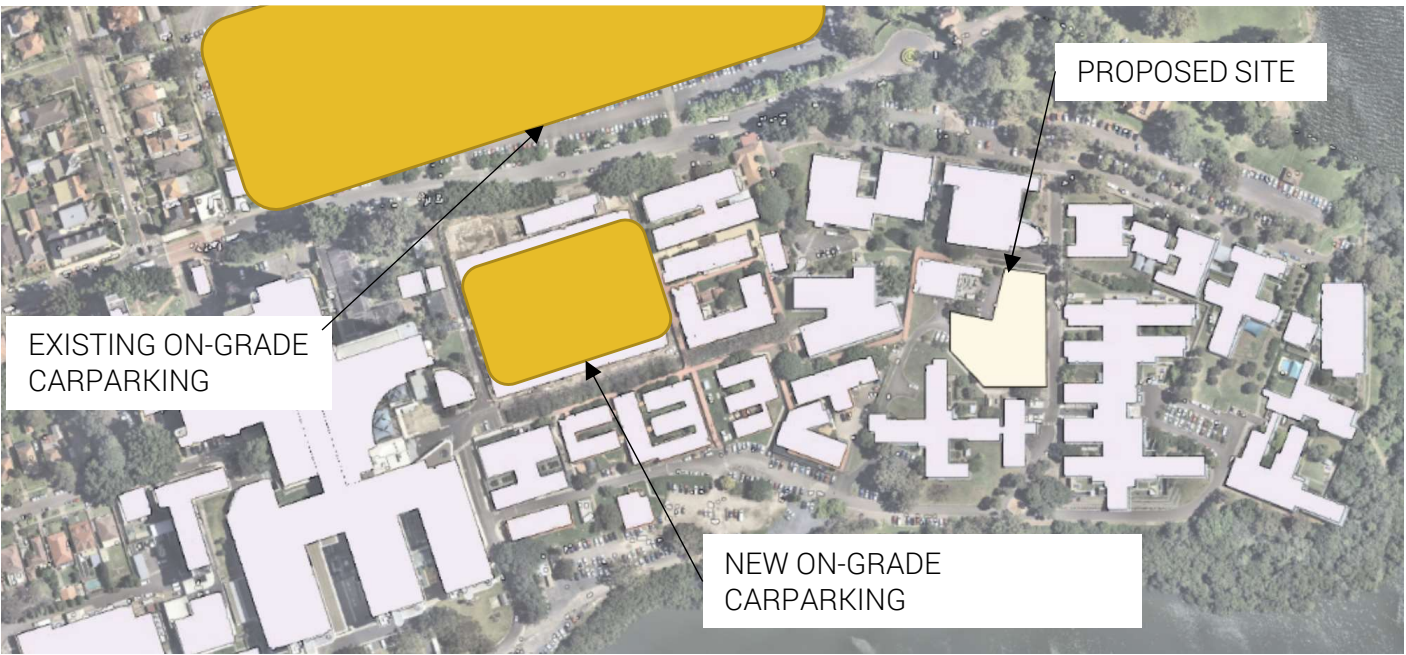 PROPOSED SITE
EXISTING ON-GRADE
CARPARKING
NEW ON-GRADE
CARPARKING